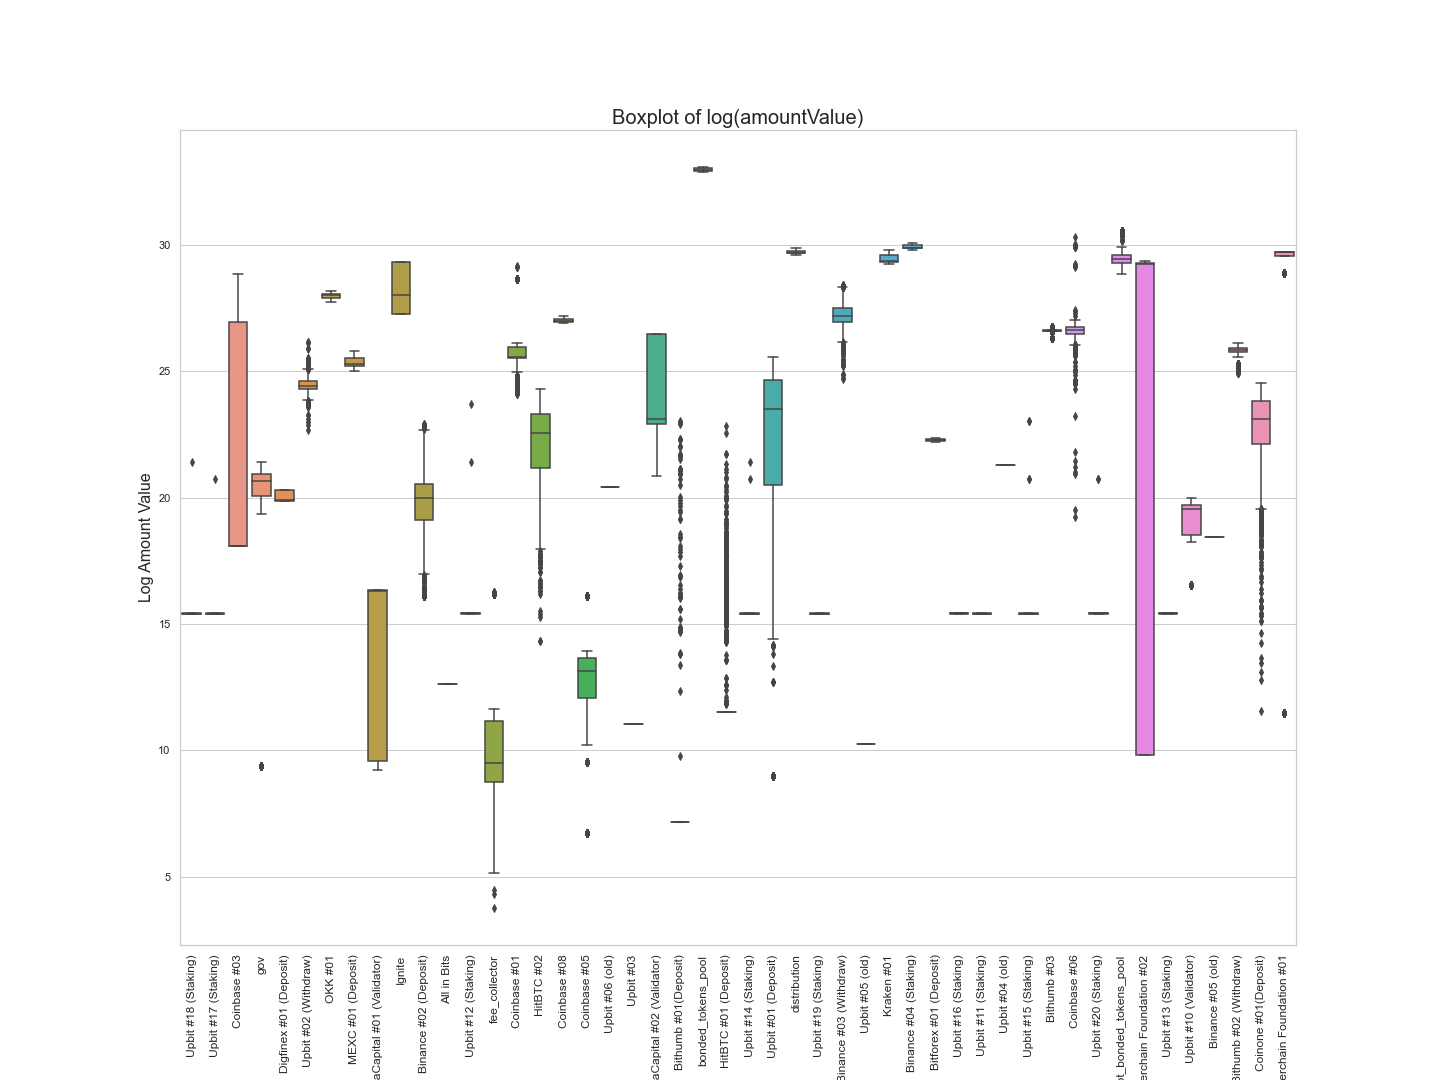 Boxplot of log(amountValue)
Log Amount Value
30
25
20
15
10
5
Upbit #18 (Staking)
Upbit #17 (Staking)
Coinbase #03
gov
Digfinex #01 (Deposit)
Upbit #02 (Withdraw)
OKK #01
MEXC #01 (Deposit)
aCapital #01 (Validator)
Ignite
Binance #02 (Deposit)
All in Bits
Upbit #12 (Staking)
fee_collector
Coinbase #01
HitBTC #02
Coinbase #08
Coinbase #05
Upbit #06 (old)
Upbit #03
aCapital #02 (Validator)
Bithumb #01(Deposit)
bonded_tokens_pool
HitBTC #01 (Deposit)
Upbit #14 (Staking)
Upbit #01 (Deposit)
distribution
Upbit #19 (Staking)
Binance #03 (Withdraw)
Upbit #05 (old)
Kraken #01
Binance #04 (Staking)
Bitforex #01 (Deposit)
Upbit #16 (Staking)
Upbit #11 (Staking)
Upbit #04 (old)
Upbit #15 (Staking)
Bithumb #03
Coinbase #06
Upbit #20 (Staking)
ot_bonded_tokens_pool
erchain Foundation #02
Upbit #13 (Staking)
Upbit #10 (Validator)
Binance #05 (old)
Bithumb #02 (Withdraw)
Coinone #01(Deposit)
erchain Foundation #01